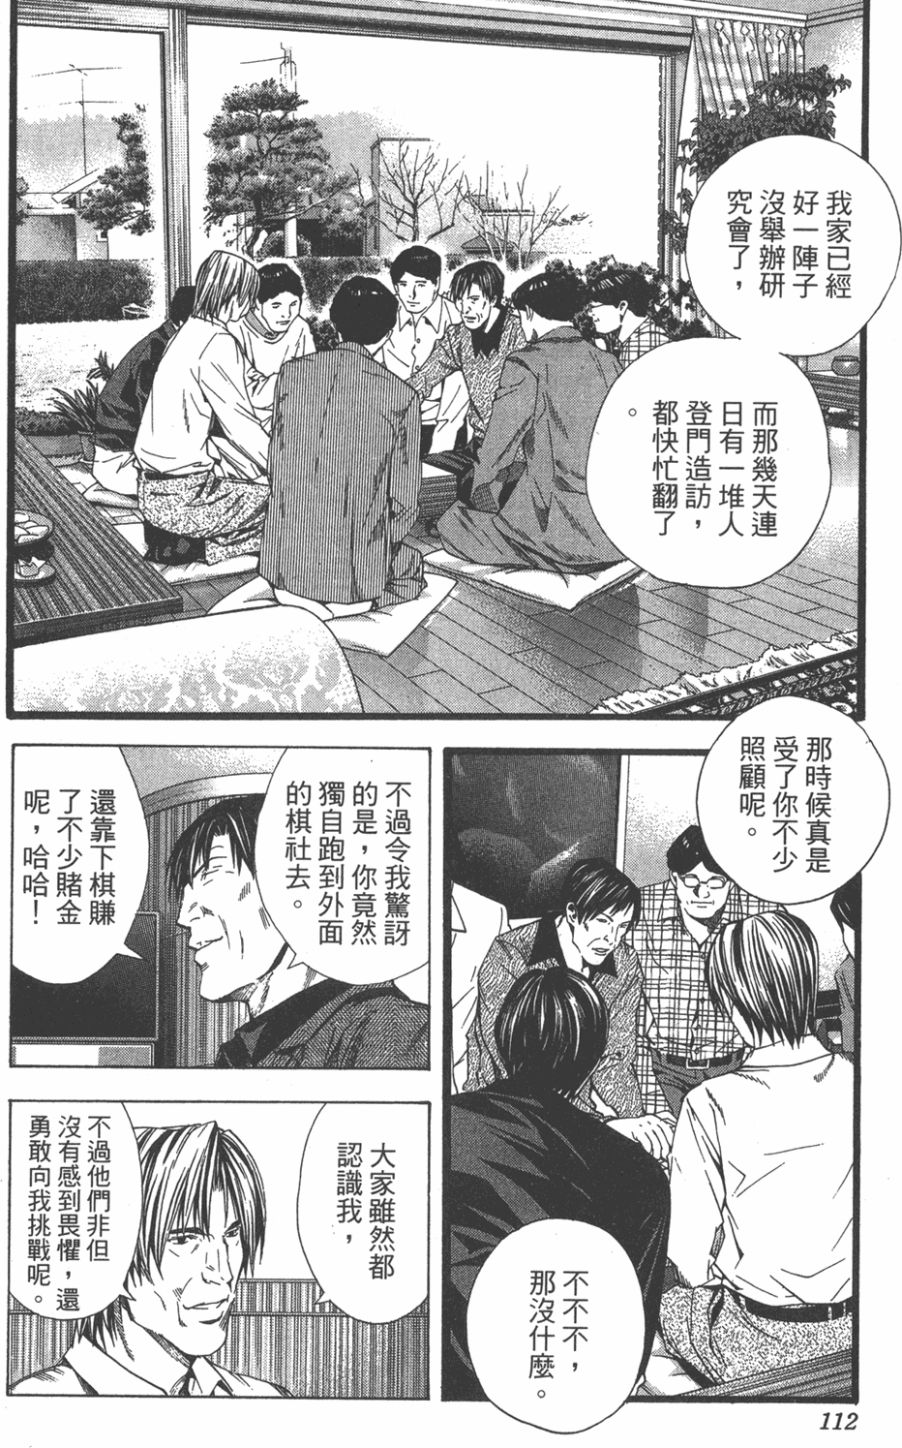 我家已經
好一陣子
沒舉辦研
究會了，
而那幾天連
日有一堆人
登門造訪，
都快忙翻了
。
那時候真是
受了你不少
照顧呢。
不不不，
那沒什麼。
不過令我驚訝
的是，你竟然
獨自跑到外面
的棋社去。
還靠下棋賺
了不少賭金
呢，哈哈！
大家雖然都
認識我，
不過他們非但
沒有感到畏懼，還
勇敢向我挑戰呢。
112